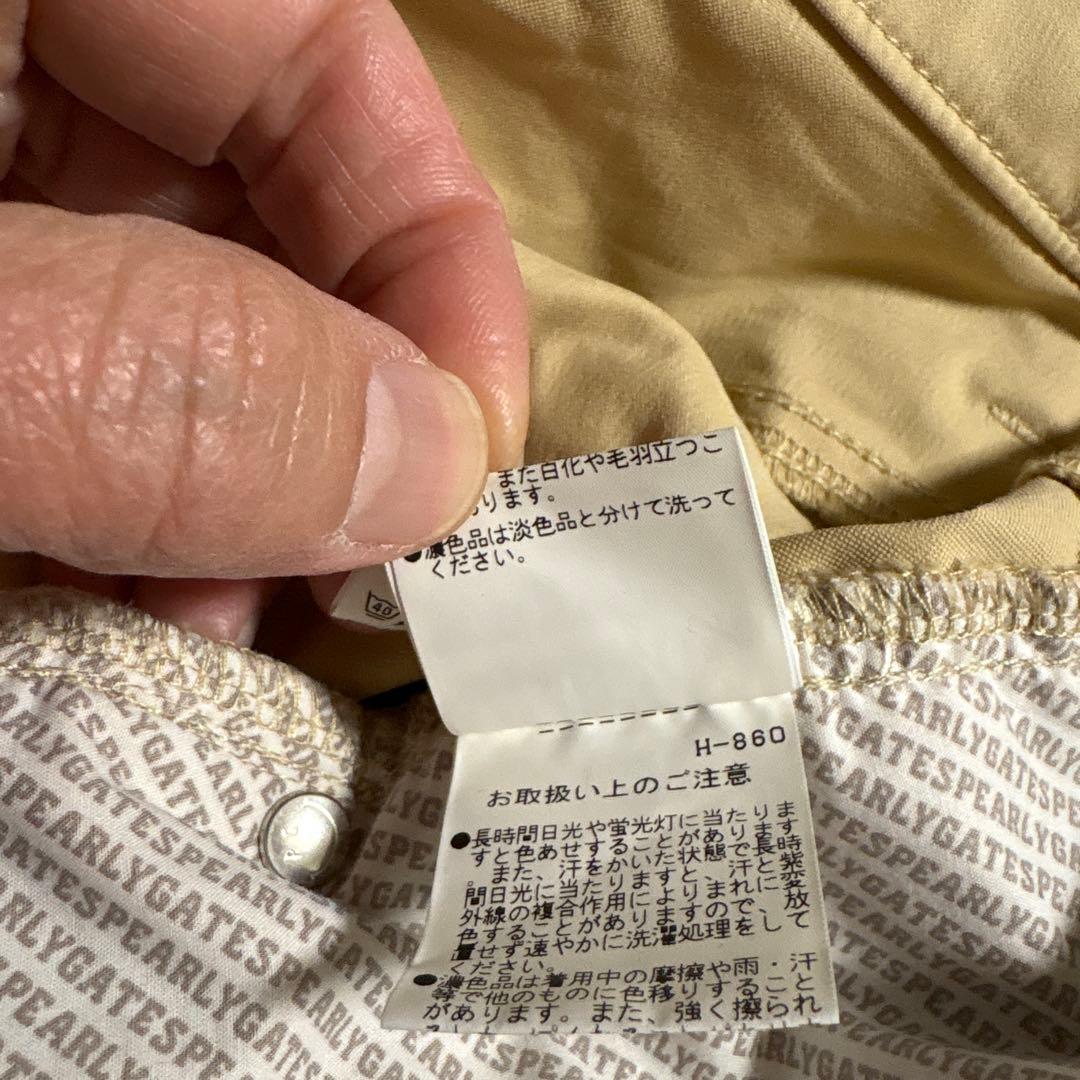 また白化や毛羽立つこ
ります。
●濃色品は淡色品と分けて洗って
ください。
40
H-860
お取扱い上のご注意
●長時間日光や蛍光灯に当たりま
すと色あせすることがあります
。また、汗をかいた状態で長時
間日光に当たりますと、汗と紫
外線の複合作用によりまれに変
色することがありますので、放
置せず速やかに洗濯処理をして
ください。
●濃色品は着用中の摩擦や雨・汗
等で他のものに色移りすること
があります。また、強く擦られ
PEARLYGATES
PG